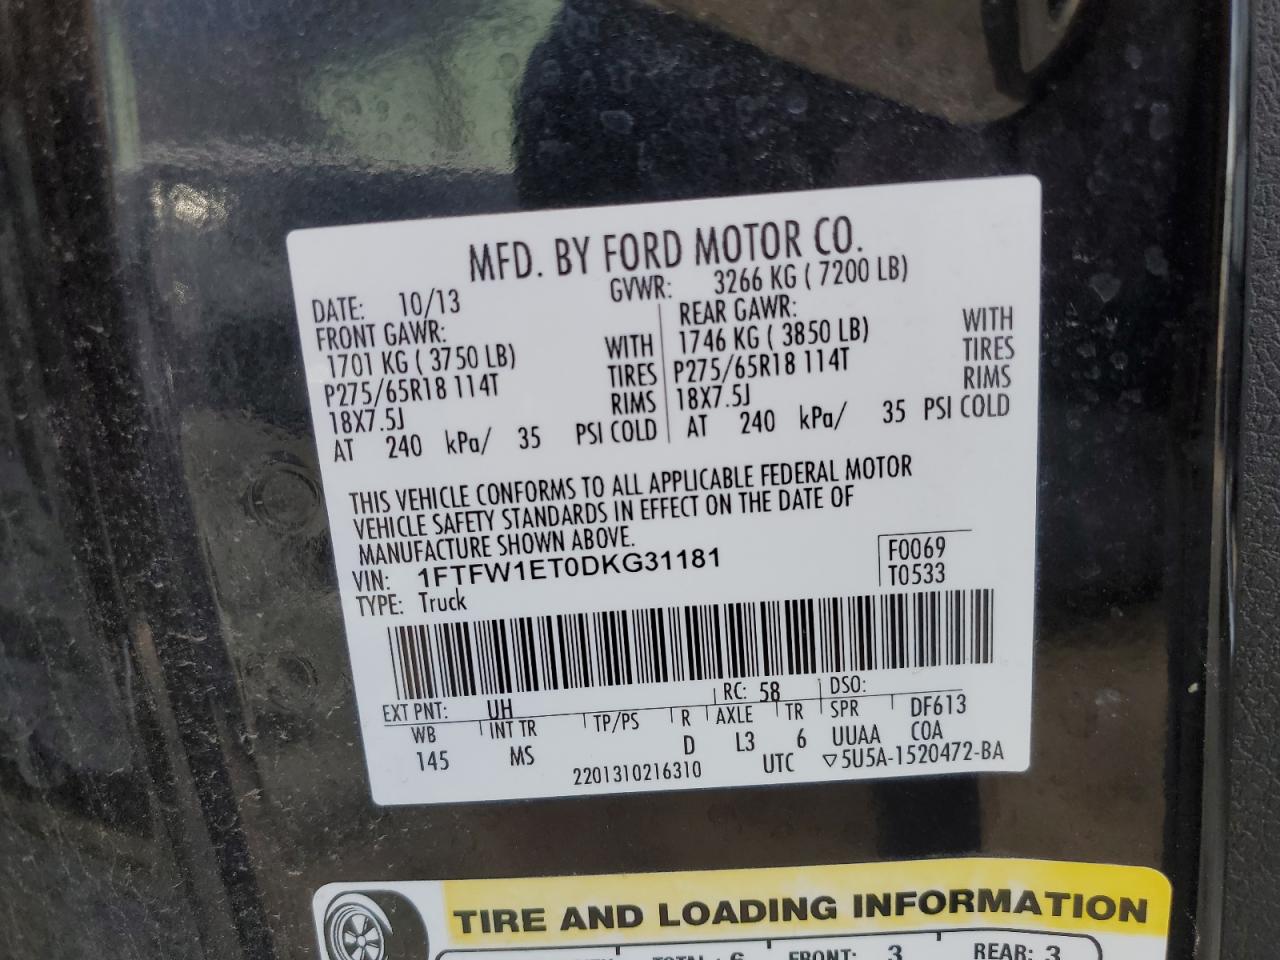 MFD. BY FORD MOTOR CO.
DATE: 10/13 GVWR: 3266 KG ( 7200 LB)
FRONT GAWR: REAR GAWR:
1701 KG ( 3750 LB) WITH 1746 KG ( 3850 LB) WITH
P275/65R18 114T TIRES P275/65R18 114T TIRES
18X7.5J RIMS 18X7.5J RIMS
AT 240 kPa/ 35 PSI COLD AT 240 kPa/ 35 PSI COLD
THIS VEHICLE CONFORMS TO ALL APPLICABLE FEDERAL MOTOR
VEHICLE SAFETY STANDARDS IN EFFECT ON THE DATE OF
MANUFACTURE SHOWN ABOVE.
VIN: 1FTFW1ET0DKG31181 F0069
TYPE: Truck T0533
EXT PNT: UH RC: 58 DSO:
WB INT TR TP/PS R AXLE TR SPR DF613
145 MS D L3 6 UUAA COA
2201310216310 UTC ▽5U5A-1520472-BA
TIRE AND LOADING INFORMATION
FRONT: 3 REAR: 3